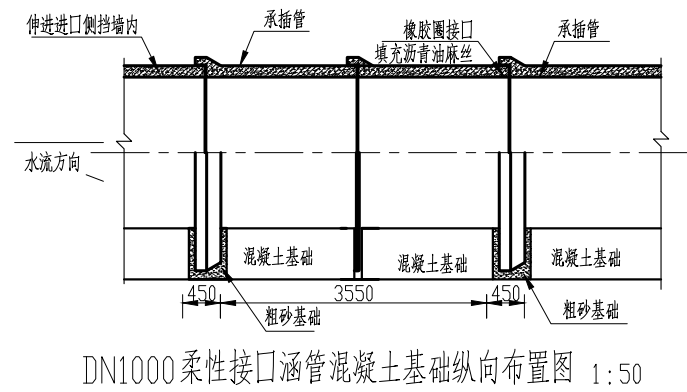 伸进进口侧挡墙内
承插管
橡胶圈接口
填充沥青油麻丝
承插管
水流方向
混凝土基础
混凝土基础
混凝土基础
450
3550
450
粗砂基础
粗砂基础
DN1000柔性接口涵管混凝土基础纵向布置图 1:50